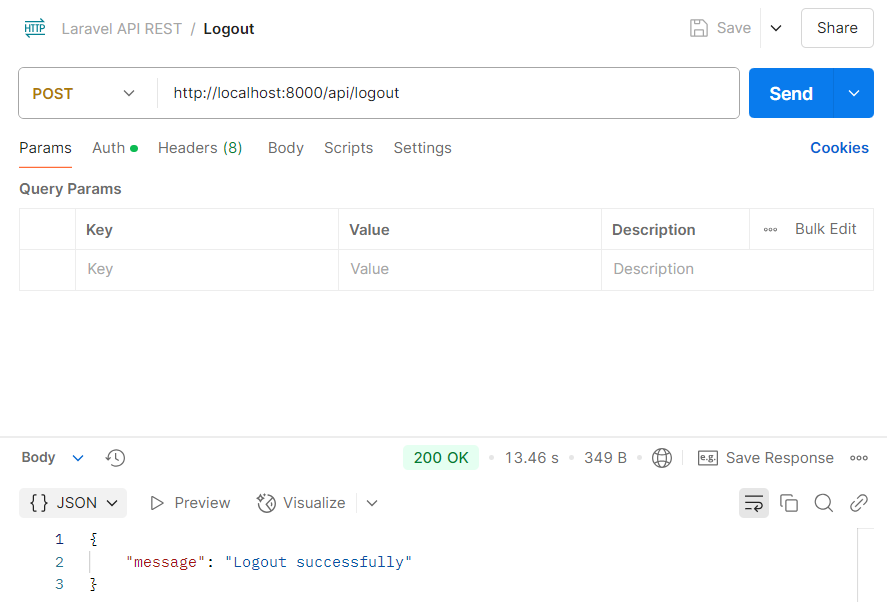 HTTP Laravel API REST / Logout Save Share
POST http://localhost:8000/api/logout Send
Params Auth Headers (8) Body Scripts Settings Cookies
Query Params
Key Value Description Bulk Edit
Key Value Description
Body 200 OK 13.46 s 349 B e.g. Save Response
{} JSON Preview Visualize
1 {
2 "message": "Logout successfully"
3 }